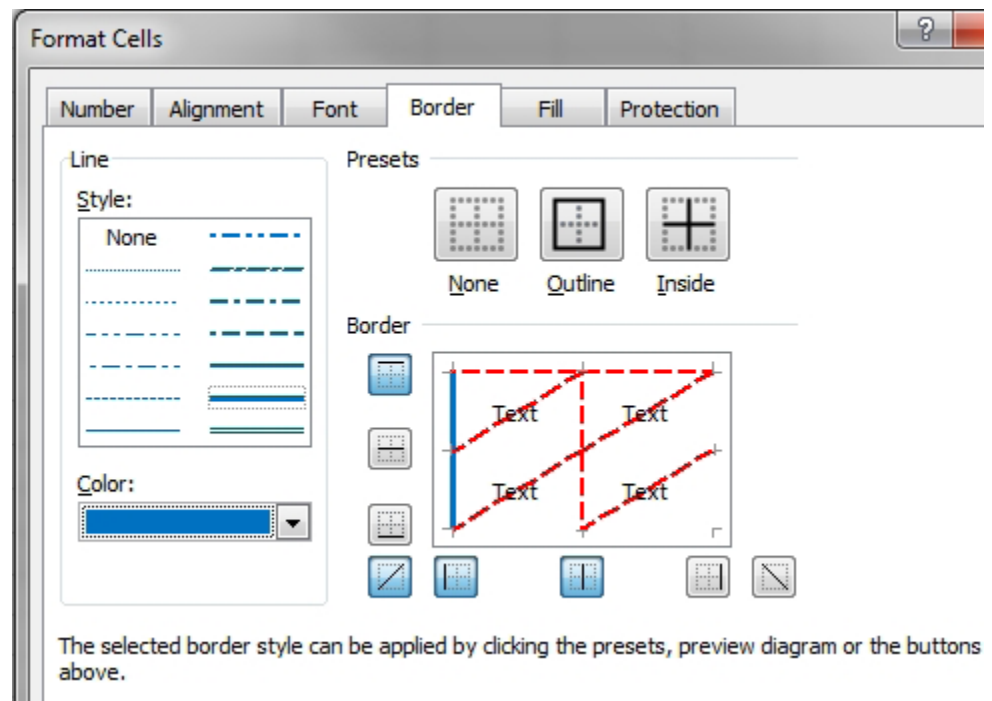 Format Cells
Number Alignment Font Border Fill Protection
Line
Style:
None
Color:
Presets
None Outline Inside
Border
Text Text
Text Text
The selected border style can be applied by clicking the presets, preview diagram or the buttons
above.